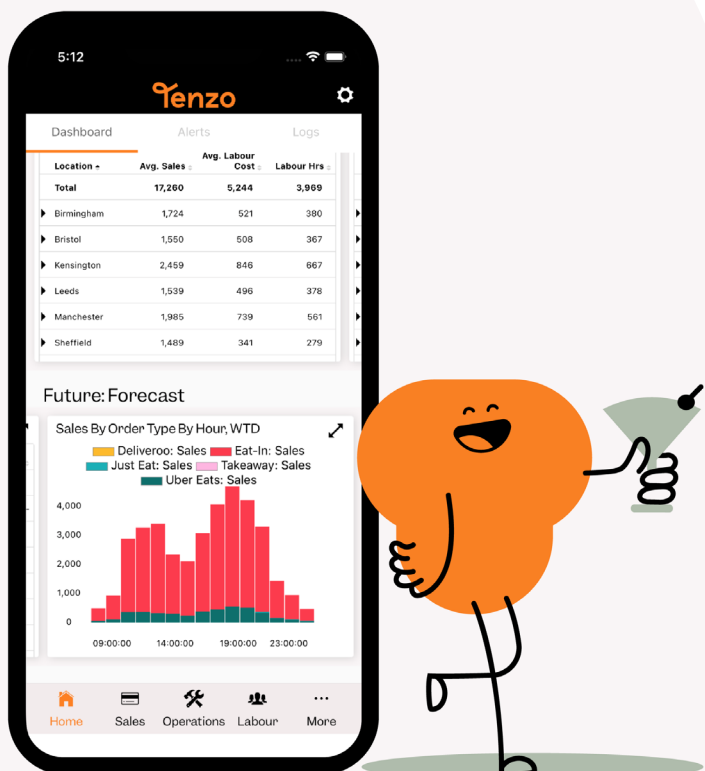 5:12
Tenzo
Dashboard Alerts Logs
Location Avg. Sales Avg. Labour Cost Labour Hrs
Total 17,260 5,244 3,969
Birmingham 1,724 521 380
Bristol 1,550 508 367
Kensington 2,459 846 667
Leeds 1,539 496 378
Manchester 1,985 739 561
Sheffield 1,489 341 279
Future: Forecast
Sales By Order Type By Hour, WTD
Deliveroo: Sales Eat-In: Sales
Just Eat: Sales Takeaway: Sales
Uber Eats: Sales
4,000
3,000
2,000
1,000
0
09:00:00 14:00:00 19:00:00 23:00:00
Home Sales Operations Labour More